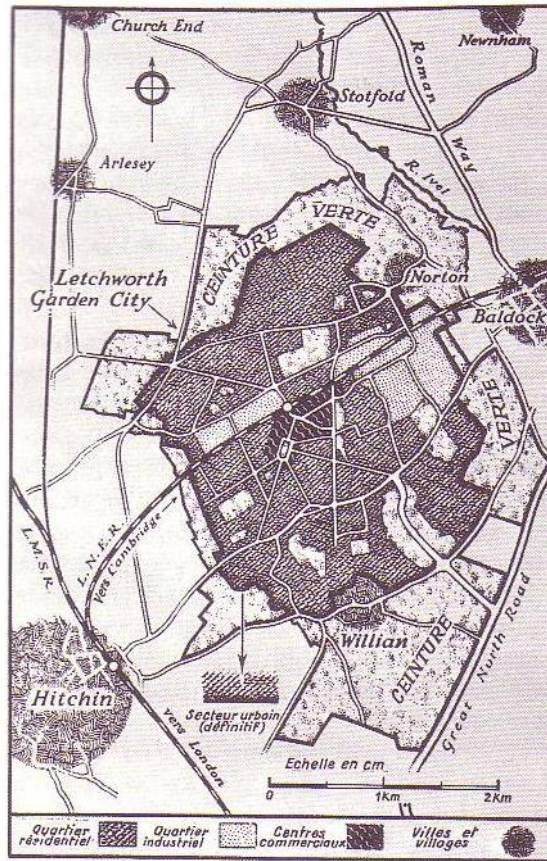 Church End
Newnham
Stotfold
Roman
Way
Arlesey
R. Ivel
CEINTURE
VERTE
Norton
Letchworth
Garden City
Baldock
VERTE
L.M.S.R.
L.N.E.R.
vers Cambridge
CEINTURE
Willian
Great North Road
Hitchin
Secteur urbain
(définitif)
vers London
Echelle en cm
0 1Km 2Km
Quartier
résidentiel
Quartier
industriel
Centres
commerciaux
Villes et
villages